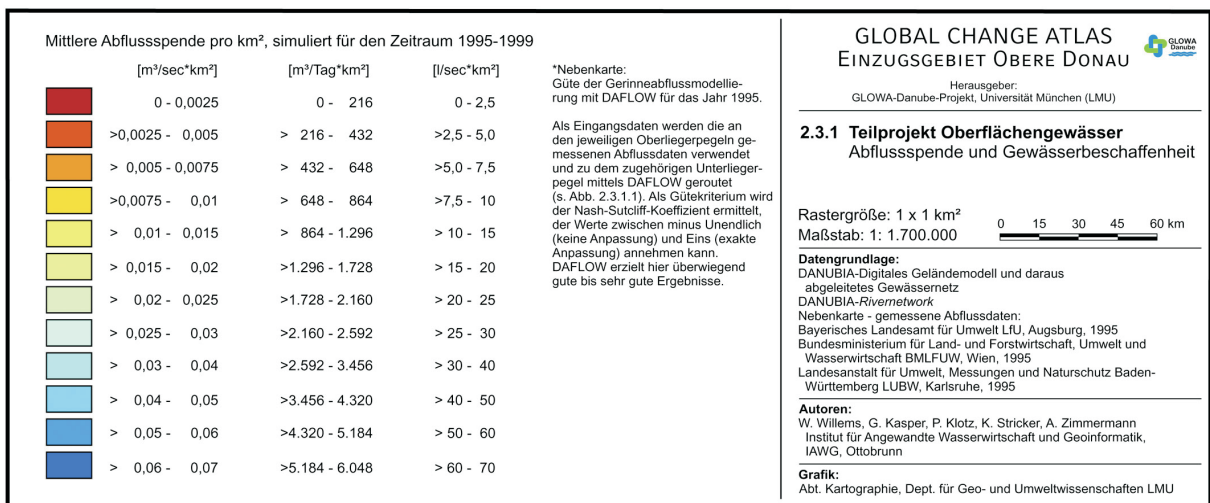 Mittlere Abflussspende pro km², simuliert für den Zeitraum 1995-1999
[m³/sec*km²] [m³/Tag*km²] [l/sec*km²]
0 - 0,0025 0 - 216 0 - 2,5
>0,0025 - 0,005 > 216 - 432 >2,5 - 5,0
> 0,005 - 0,0075 > 432 - 648 >5,0 - 7,5
>0,0075 - 0,01 > 648 - 864 >7,5 - 10
> 0,01 - 0,015 > 864 - 1.296 > 10 - 15
> 0,015 - 0,02 >1.296 - 1.728 > 15 - 20
> 0,02 - 0,025 >1.728 - 2.160 > 20 - 25
> 0,025 - 0,03 >2.160 - 2.592 > 25 - 30
> 0,03 - 0,04 >2.592 - 3.456 > 30 - 40
> 0,04 - 0,05 >3.456 - 4.320 > 40 - 50
> 0,05 - 0,06 >4.320 - 5.184 > 50 - 60
> 0,06 - 0,07 >5.184 - 6.048 > 60 - 70
*Nebenkarte:
Güte der Gerinneabflussmodellie-
rung mit DAFLOW für das Jahr 1995.
Als Eingangsdaten werden die an
den jeweiligen Oberliegerpegeln ge-
messenen Abflussdaten verwendet
und zu dem zugehörigen Unterlieger-
pegel mittels DAFLOW geroutet
(s. Abb. 2.3.1.1). Als Gütekriterium wird
der Nash-Sutcliff-Koeffizient ermittelt,
der Werte zwischen minus Unendlich
(keine Anpassung) und Eins (exakte
Anpassung) annehmen kann.
DAFLOW erzielt hier überwiegend
gute bis sehr gute Ergebnisse.
GLOBAL CHANGE ATLAS
EINZUGSGEBIET OBERE DONAU
GLOWA
Danube
Herausgeber:
GLOWA-Danube-Projekt, Universität München (LMU)
2.3.1 Teilprojekt Oberflächengewässer
Abflussspende und Gewässerbeschaffenheit
Rastergröße: 1 x 1 km²
Maßstab: 1: 1.700.000
0 15 30 45 60 km
Datengrundlage:
DANUBIA-Digitales Geländemodell und daraus
abgeleitetes Gewässernetz
DANUBIA-Rivernetwork
Nebenkarte - gemessene Abflussdaten:
Bayerisches Landesamt für Umwelt LfU, Augsburg, 1995
Bundesministerium für Land- und Forstwirtschaft, Umwelt und
Wasserwirtschaft BMLFUW, Wien, 1995
Landesanstalt für Umwelt, Messungen und Naturschutz Baden-
Württemberg LUBW, Karlsruhe, 1995
Autoren:
W. Willems, G. Kasper, P. Klotz, K. Stricker, A. Zimmermann
Institut für Angewandte Wasserwirtschaft und Geoinformatik,
IAWG, Ottobrunn
Grafik:
Abt. Kartographie, Dept. für Geo- und Umweltwissenschaften LMU